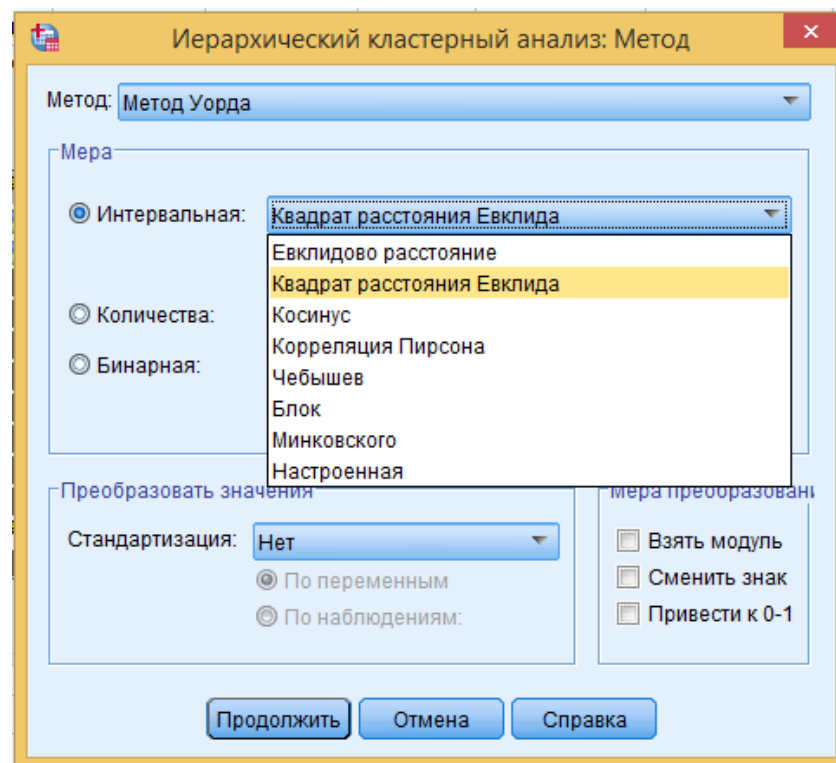 Иерархический кластерный анализ: Метод
Метод: Метод Уорда
Мера
Интервальная: Квадрат расстояния Евклида
Евклидово расстояние
Квадрат расстояния Евклида
Косинус
Количества:
Корреляция Пирсона
Бинарная:
Чебышев
Блок
Минковского
Настроенная
Преобразовать значения
Мера преобразовани
Стандартизация: Нет
По переменным
По наблюдениям:
Взять модуль
Сменить знак
Привести к 0-1
Продолжить Отмена Справка